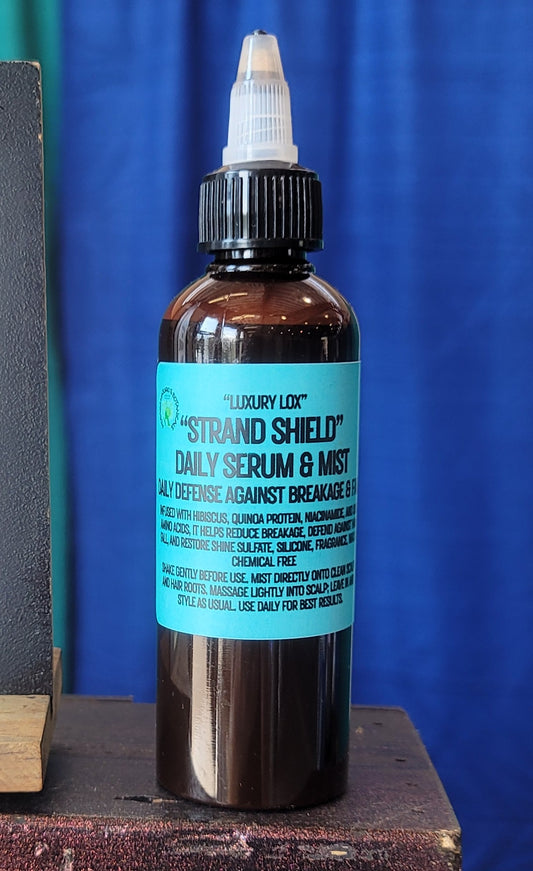 “LUXURY LOX”
“STRAND SHIELD”
DAILY SERUM & MIST
DAILY DEFENSE AGAINST BREAKAGE &
INFUSED WITH HIBISCUS, QUINOA PROTEIN, NIACINAMIDE,
AMINO ACIDS, IT HELPS REDUCE BREAKAGE, DEFEND AGAINST
FALL, AND RESTORE SHINE SULFATE, SILICONE, FRAGRANCE,
CHEMICAL FREE
SHAKE GENTLY BEFORE USE. MIST DIRECTLY ONTO CLEAN
AND HAIR ROOTS. MASSAGE LIGHTLY INTO SCALP; LEAVE IN
STYLE AS USUAL. USE DAILY FOR BEST RESULTS.